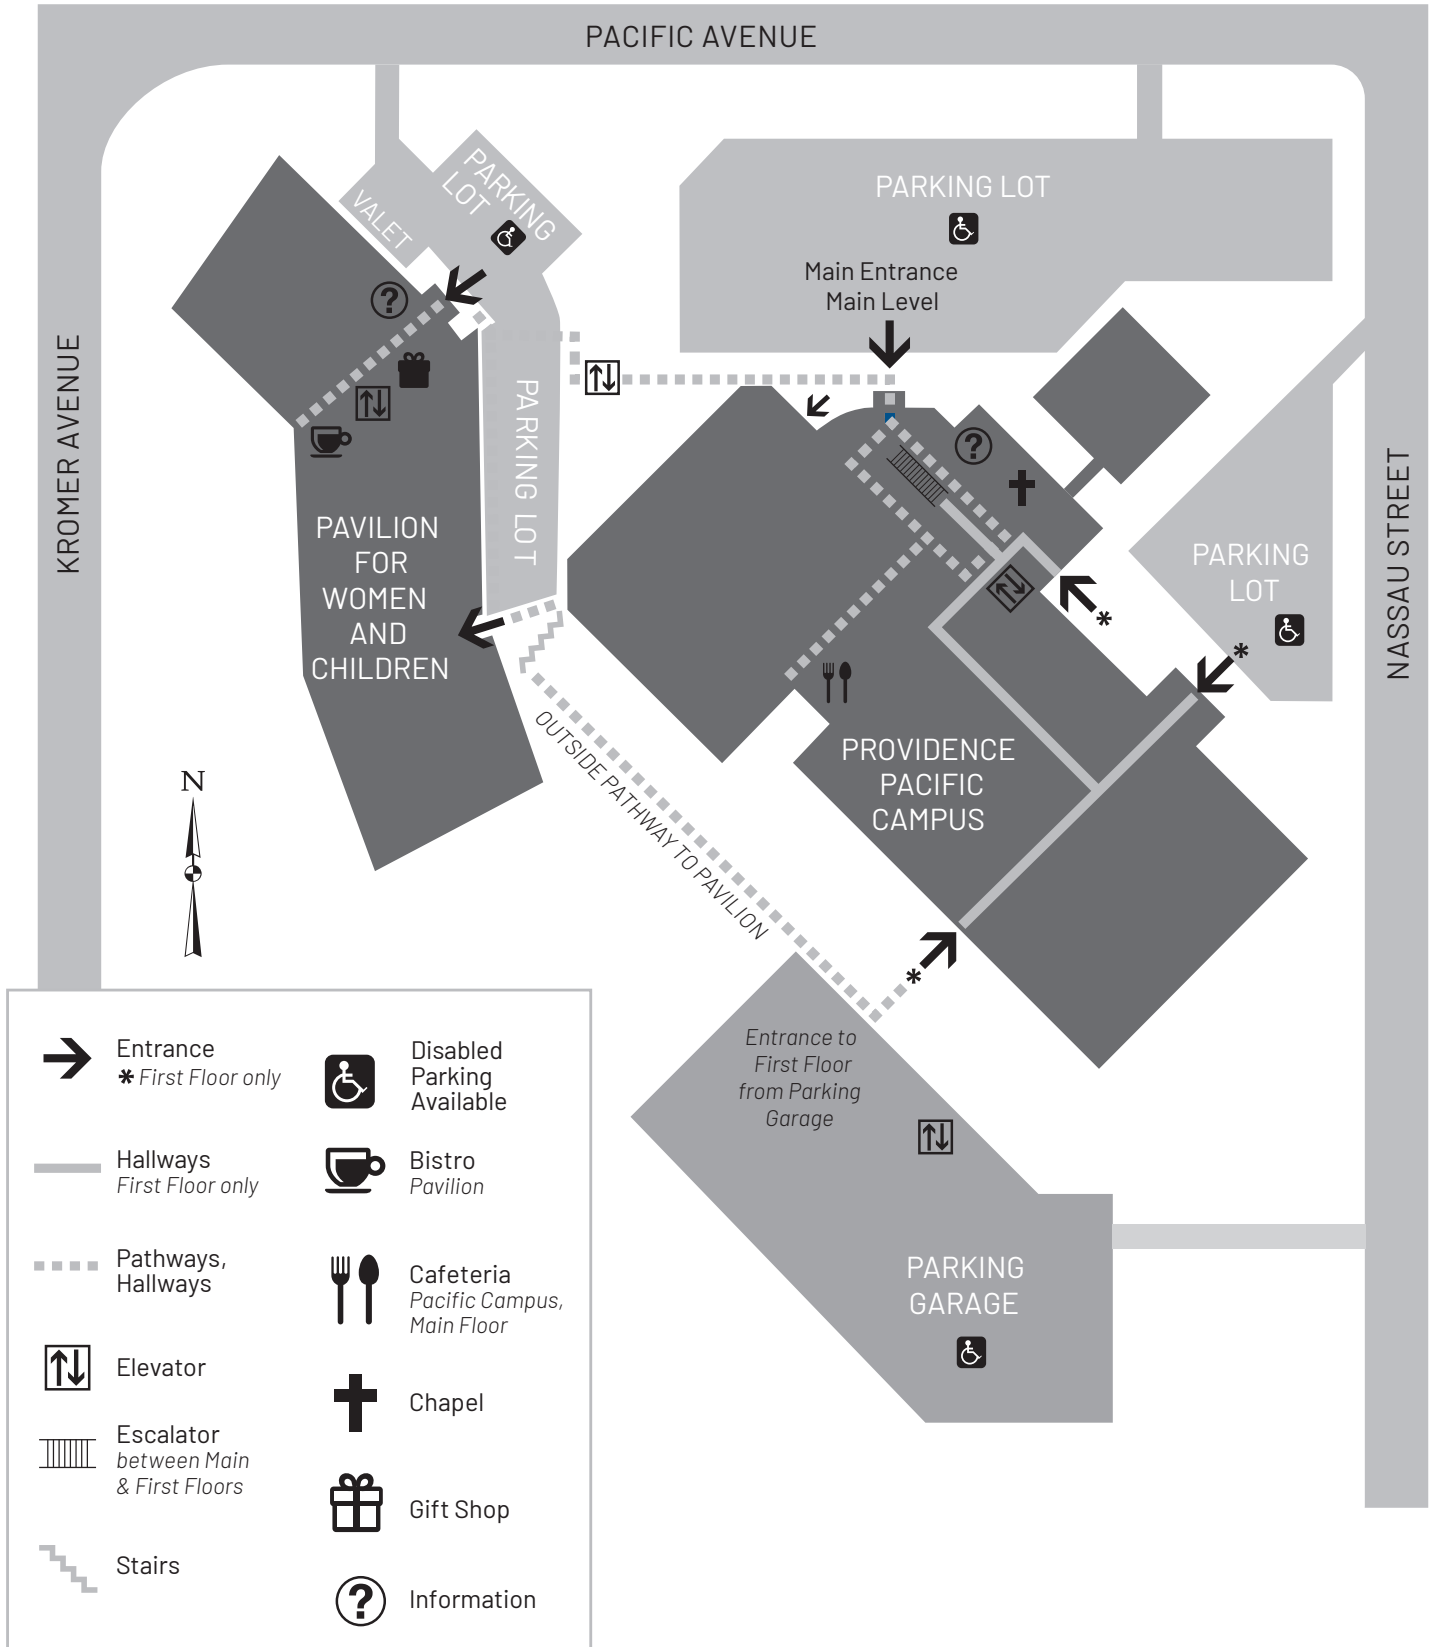 PACIFIC AVENUE
PARKING
LOT
VALET
PARKING LOT
Main Entrance
Main Level
KROMER AVENUE
PARKING LOT
NASSAU STREET
PAVILION
FOR
WOMEN
AND
CHILDREN
PARKING
LOT
*
*
PROVIDENCE
PACIFIC
CAMPUS
OUTSIDE PATHWAY TO PAVILION
N
*
Entrance to
First Floor
from Parking
Garage
PARKING
GARAGE
Entrance
* First Floor only
Hallways
First Floor only
Pathways,
Hallways
Elevator
Escalator
between Main
& First Floors
Stairs
Disabled
Parking
Available
Bistro
Pavilion
Cafeteria
Pacific Campus,
Main Floor
Chapel
Gift Shop
?
Information
?
?